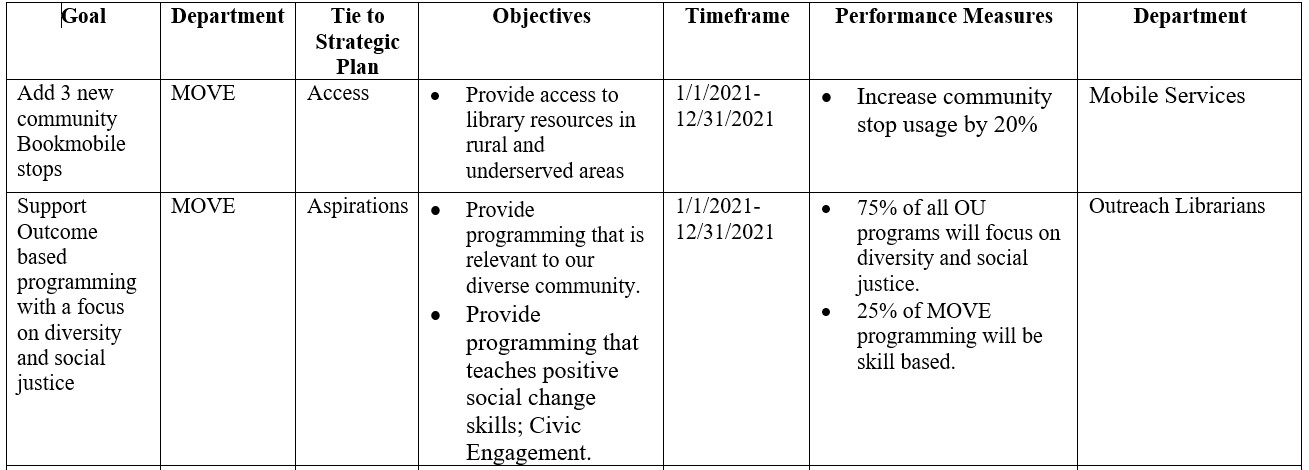 Goal
Department
Tie to
Strategic
Plan
Objectives
Timeframe
Performance Measures
Department
Add 3 new
community
Bookmobile
stops
MOVE
Access
• Provide access to
library resources in
rural and
underserved areas
1/1/2021-
12/31/2021
• Increase community
stop usage by 20%
Mobile Services
Support
Outcome
based
programming
with a focus
on diversity
and social
justice
MOVE
Aspirations
• Provide
programming that is
relevant to our
diverse community.
• Provide
programming that
teaches positive
social change
skills; Civic
Engagement.
1/1/2021-
12/31/2021
• 75% of all OU
programs will focus on
diversity and social
justice.
• 25% of MOVE
programming will be
skill based.
Outreach Librarians